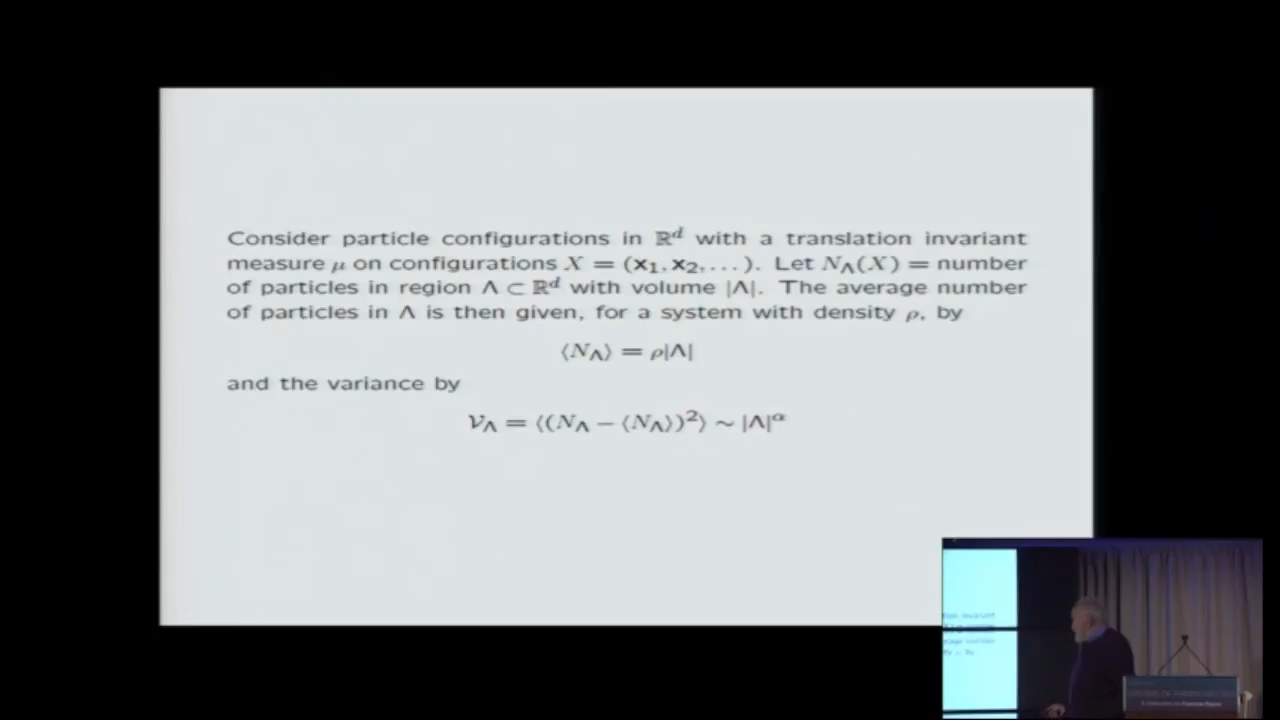 Consider particle configurations in ℝᵈ with a translation invariant
measure μ on configurations X = (x₁, x₂, . . . ). Let N_Λ(X) = number
of particles in region Λ ⊂ ℝᵈ with volume |Λ|. The average number
of particles in Λ is then given, for a system with density ρ, by
⟨N_Λ⟩ = ρ|Λ|
and the variance by
𝒱_Λ = ⟨(N_Λ − ⟨N_Λ⟩)²⟩ ∼ |Λ|^α